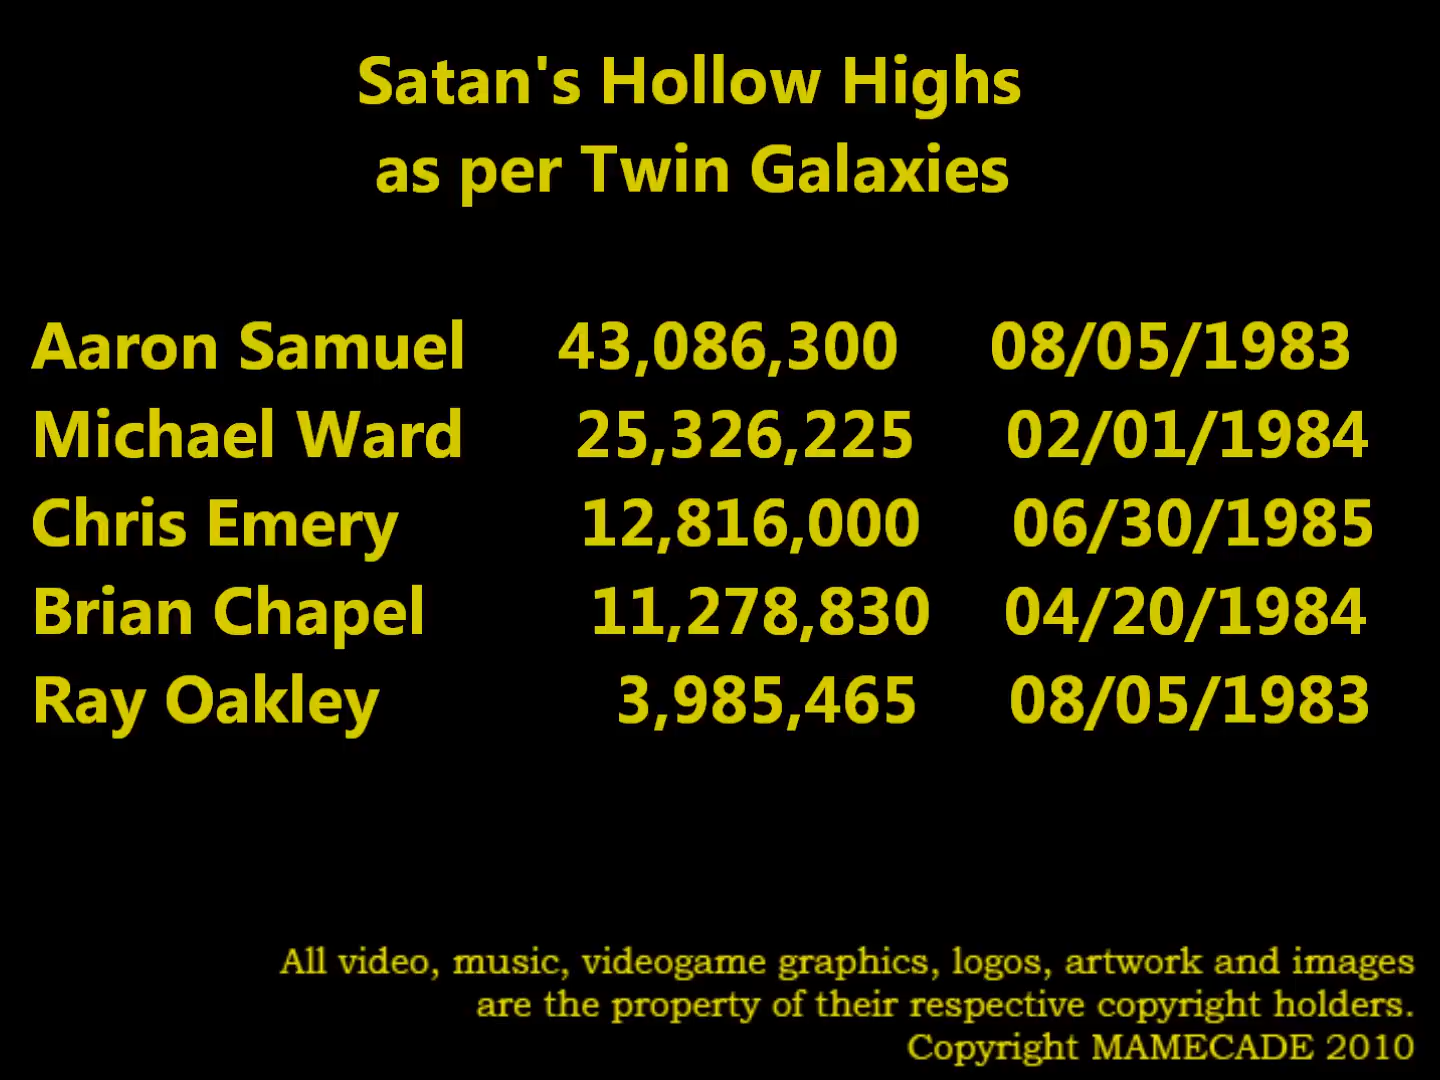 Satan's Hollow Highs
as per Twin Galaxies
Aaron Samuel 43,086,300 08/05/1983
Michael Ward 25,326,225 02/01/1984
Chris Emery 12,816,000 06/30/1985
Brian Chapel 11,278,830 04/20/1984
Ray Oakley 3,985,465 08/05/1983
All video, music, videogame graphics, logos, artwork and images
are the property of their respective copyright holders.
Copyright MAMECADE 2010